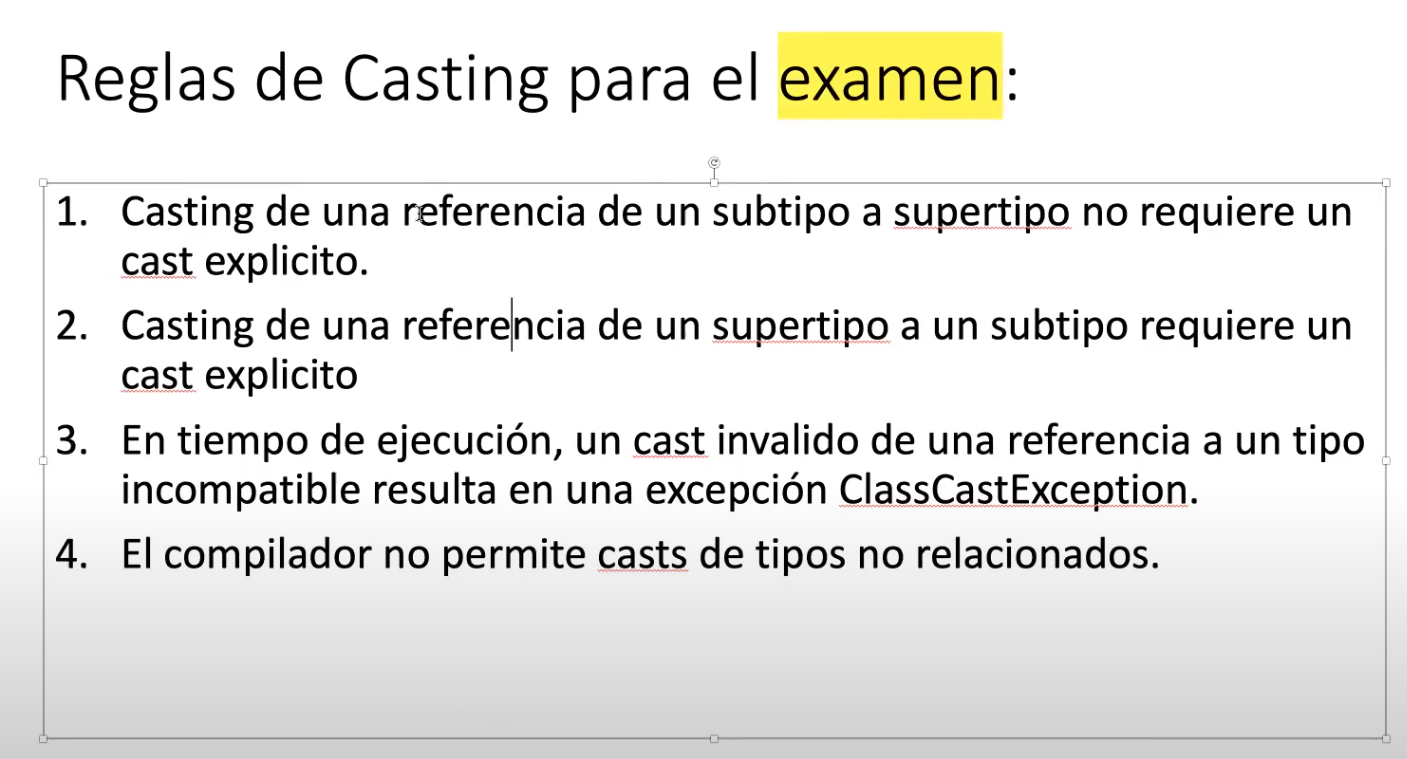 Reglas de Casting para el examen:
1. Casting de una referencia de un subtipo a supertipo no requiere un
cast explicito.
2. Casting de una referencia de un supertipo a un subtipo requiere un
cast explicito
3. En tiempo de ejecución, un cast invalido de una referencia a un tipo
incompatible resulta en una excepción ClassCastException.
4. El compilador no permite casts de tipos no relacionados.